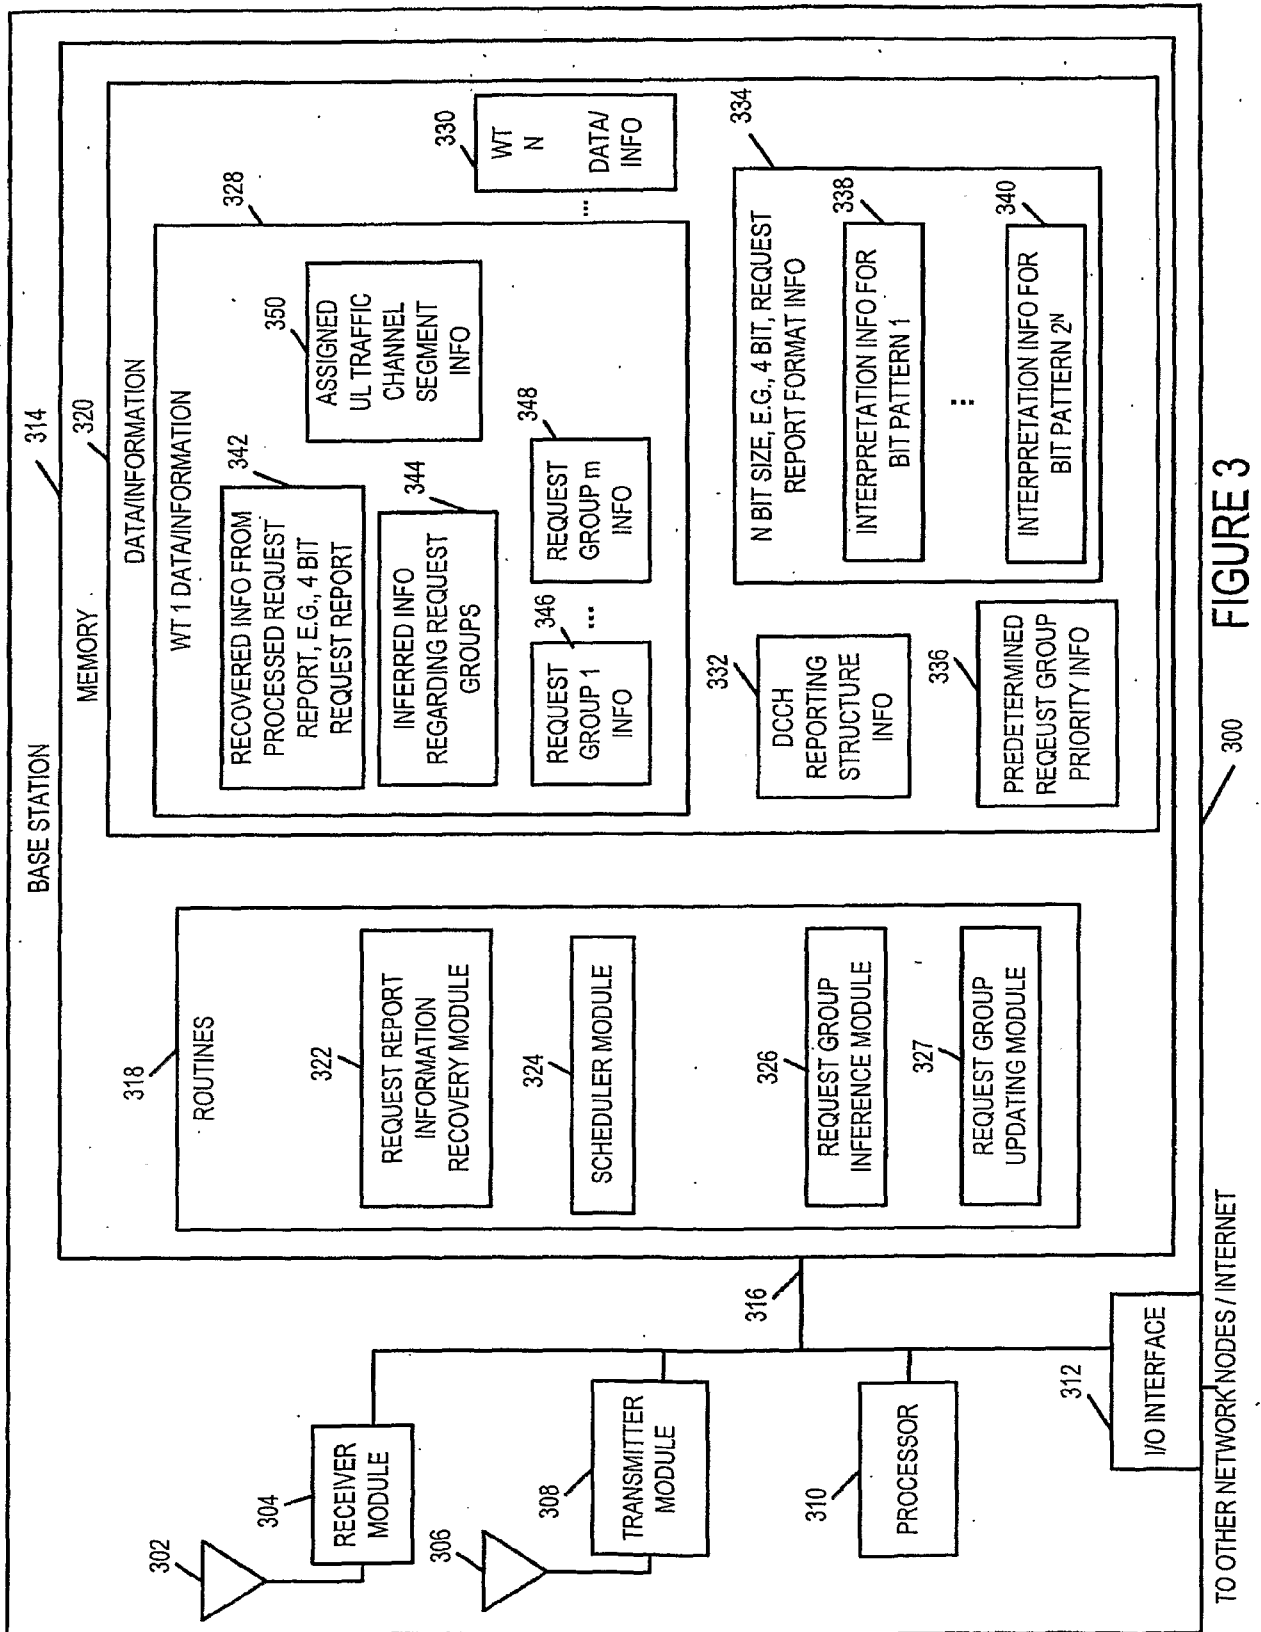 BASE STATION
314
MEMORY
320
DATA/INFORMATION
328
WT 1 DATA/INFORMATION
342
RECOVERED INFO FROM
PROCESSED REQUEST
REPORT, E.G., 4 BIT
REQUEST REPORT
350
ASSIGNED
UL TRAFFIC
CHANNEL
SEGMENT
INFO
344
INFERRED INFO
REGARDING REQUEST
GROUPS
346
REQUEST
GROUP 1
INFO
...
348
REQUEST
GROUP m
INFO
...
330
WT
N
DATA/
INFO
332
DCCH
REPORTING
STRUCTURE
INFO
336
PREDETERMINED
REQEUST GROUP
PRIORITY INFO
334
N BIT SIZE, E.G., 4 BIT, REQUEST
REPORT FORMAT INFO
338
INTERPRETATION INFO FOR
BIT PATTERN 1
...
340
INTERPRETATION INFO FOR
BIT PATTERN 2ᴺ
318
ROUTINES
322
REQUEST REPORT
INFORMATION
RECOVERY MODULE
324
SCHEDULER MODULE
326
REQUEST GROUP
INFERENCE MODULE
327
REQUEST GROUP
UPDATING MODULE
316
302
304
RECEIVER
MODULE
306
308
TRANSMITTER
MODULE
310
PROCESSOR
312
I/O INTERFACE
TO OTHER NETWORK NODES / INTERNET
300
FIGURE 3